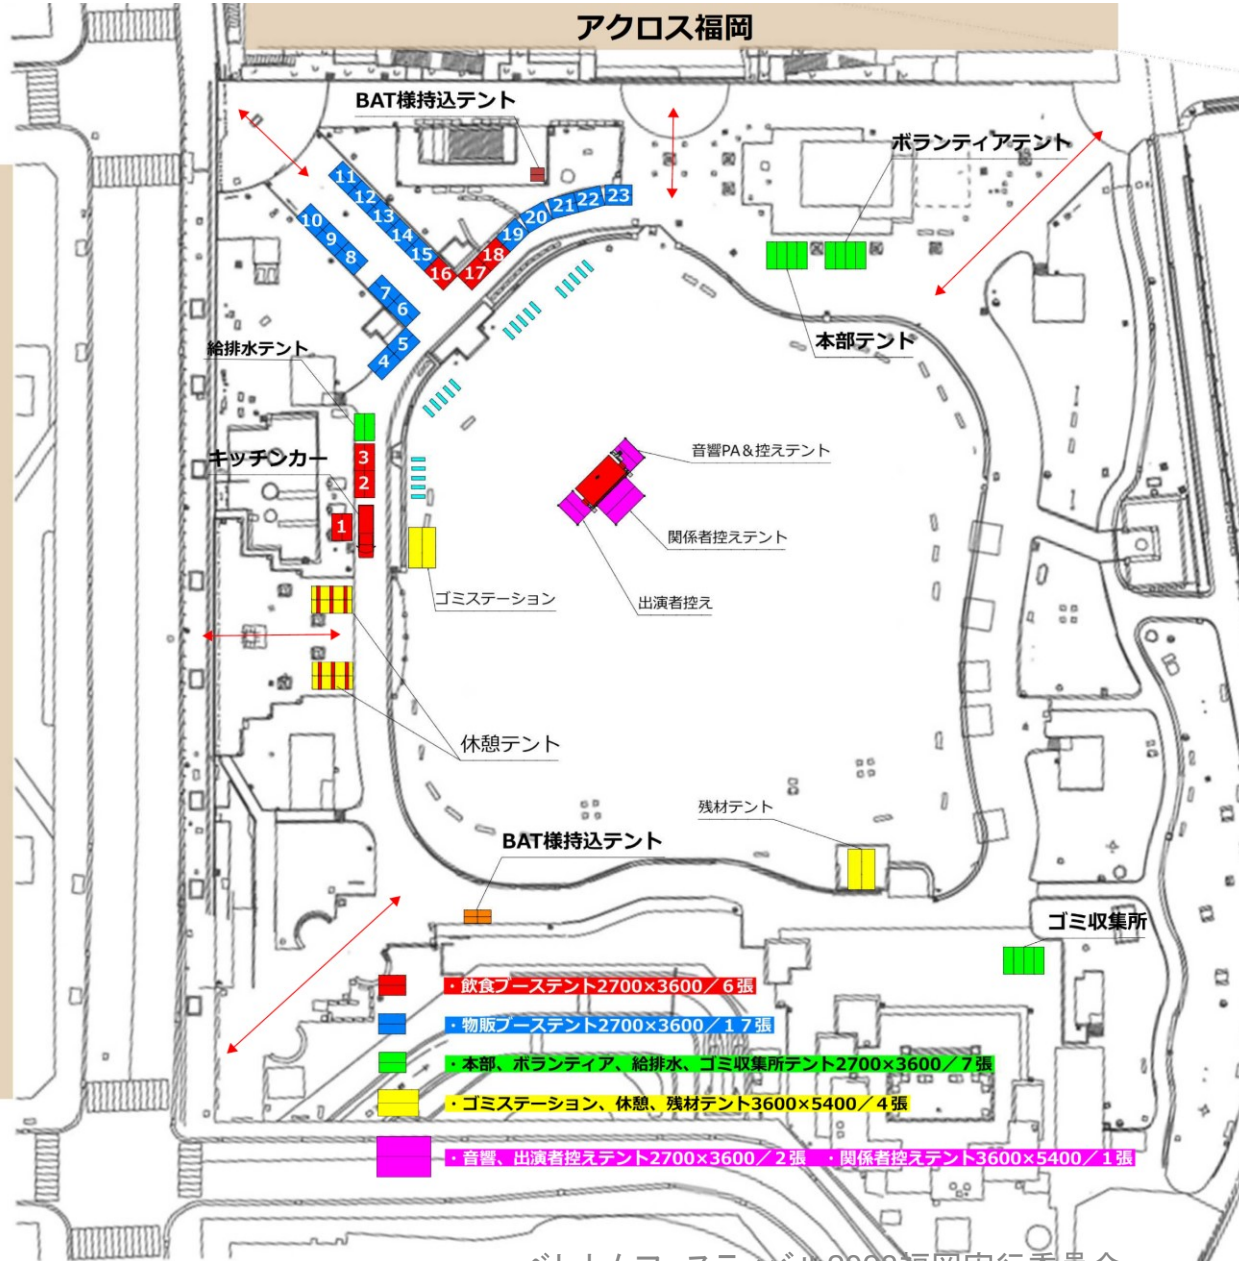 アクロス福岡
BAT様持込テント
ボランティアテント
11
12
13
14
15
16
17
18
19
20
21
22
23
10
9
8
7
6
5
4
本部テント
給排水テント
キッチンカー
3
2
1
音響PA&控えテント
関係者控えテント
出演者控え
ゴミステーション
休憩テント
残材テント
BAT様持込テント
ゴミ収集所
・飲食ブーステント2700×3600／6張
・物販ブーステント2700×3600／17張
・本部、ボランティア、給排水、ゴミ収集所テント2700×3600／7張
・ゴミステーション、休憩、残材テント3600×5400／4張
・音響、出演者控えテント2700×3600／2張 ・関係者控えテント3600×5400／1張